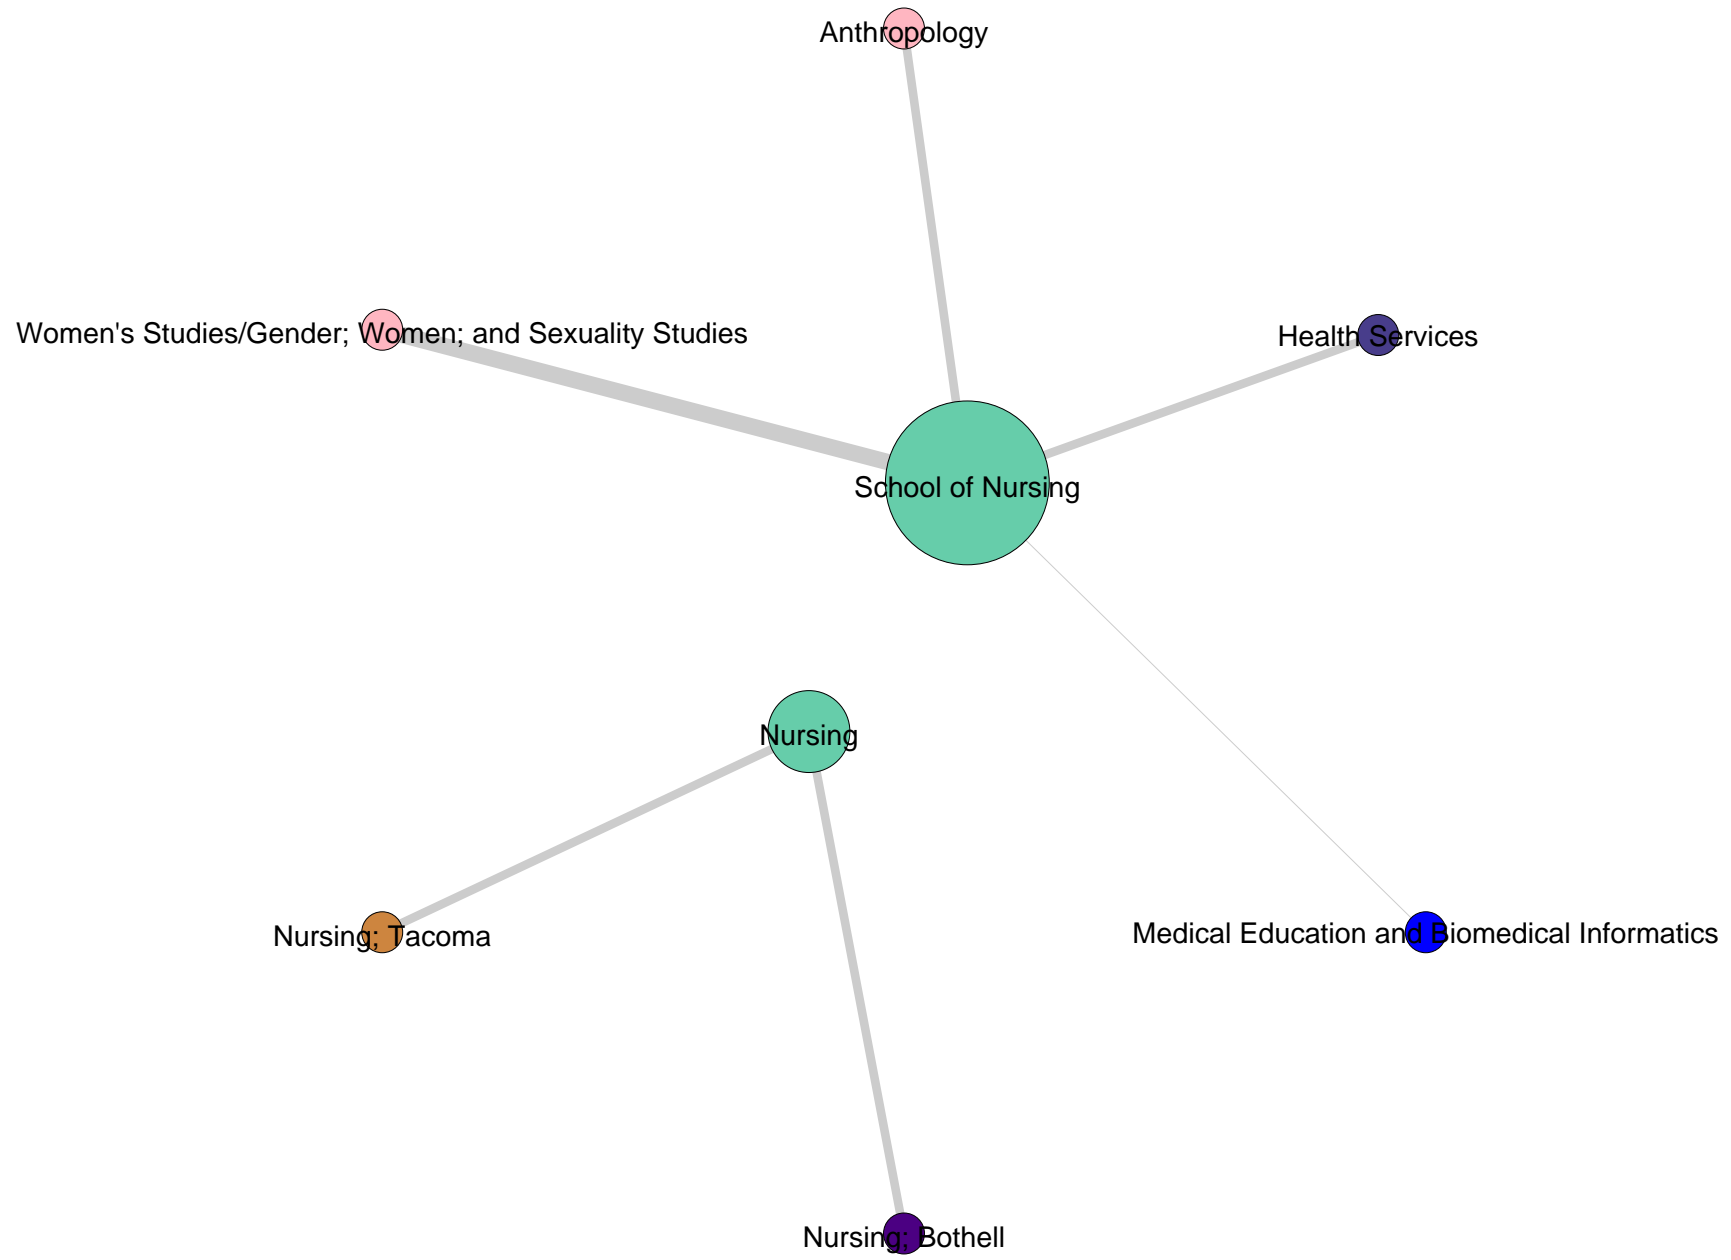 Anthropology
Women's Studies/Gender; Women; and Sexuality Studies
Health Services
School of Nursing
Nursing
Nursing; Tacoma
Medical Education and Biomedical Informatics
Nursing; Bothell